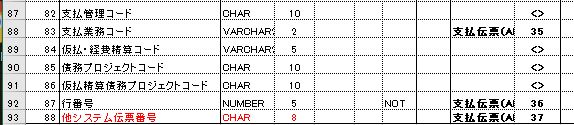 87 82 支払管理コード CHAR 10 <>
88 83 支払業務コード VARCHAR2 2 支払伝票(A 35
89 84 仮払・経費精算コード VARCHAR2 5 <>
90 85 債務プロジェクトコード CHAR 10 <>
91 86 仮払精算債務プロジェクトコード CHAR 10 <>
92 87 行番号 NUMBER 5 NOT 支払伝票(A 36
93 88 他システム伝票番号 CHAR 8 支払伝票(A 37